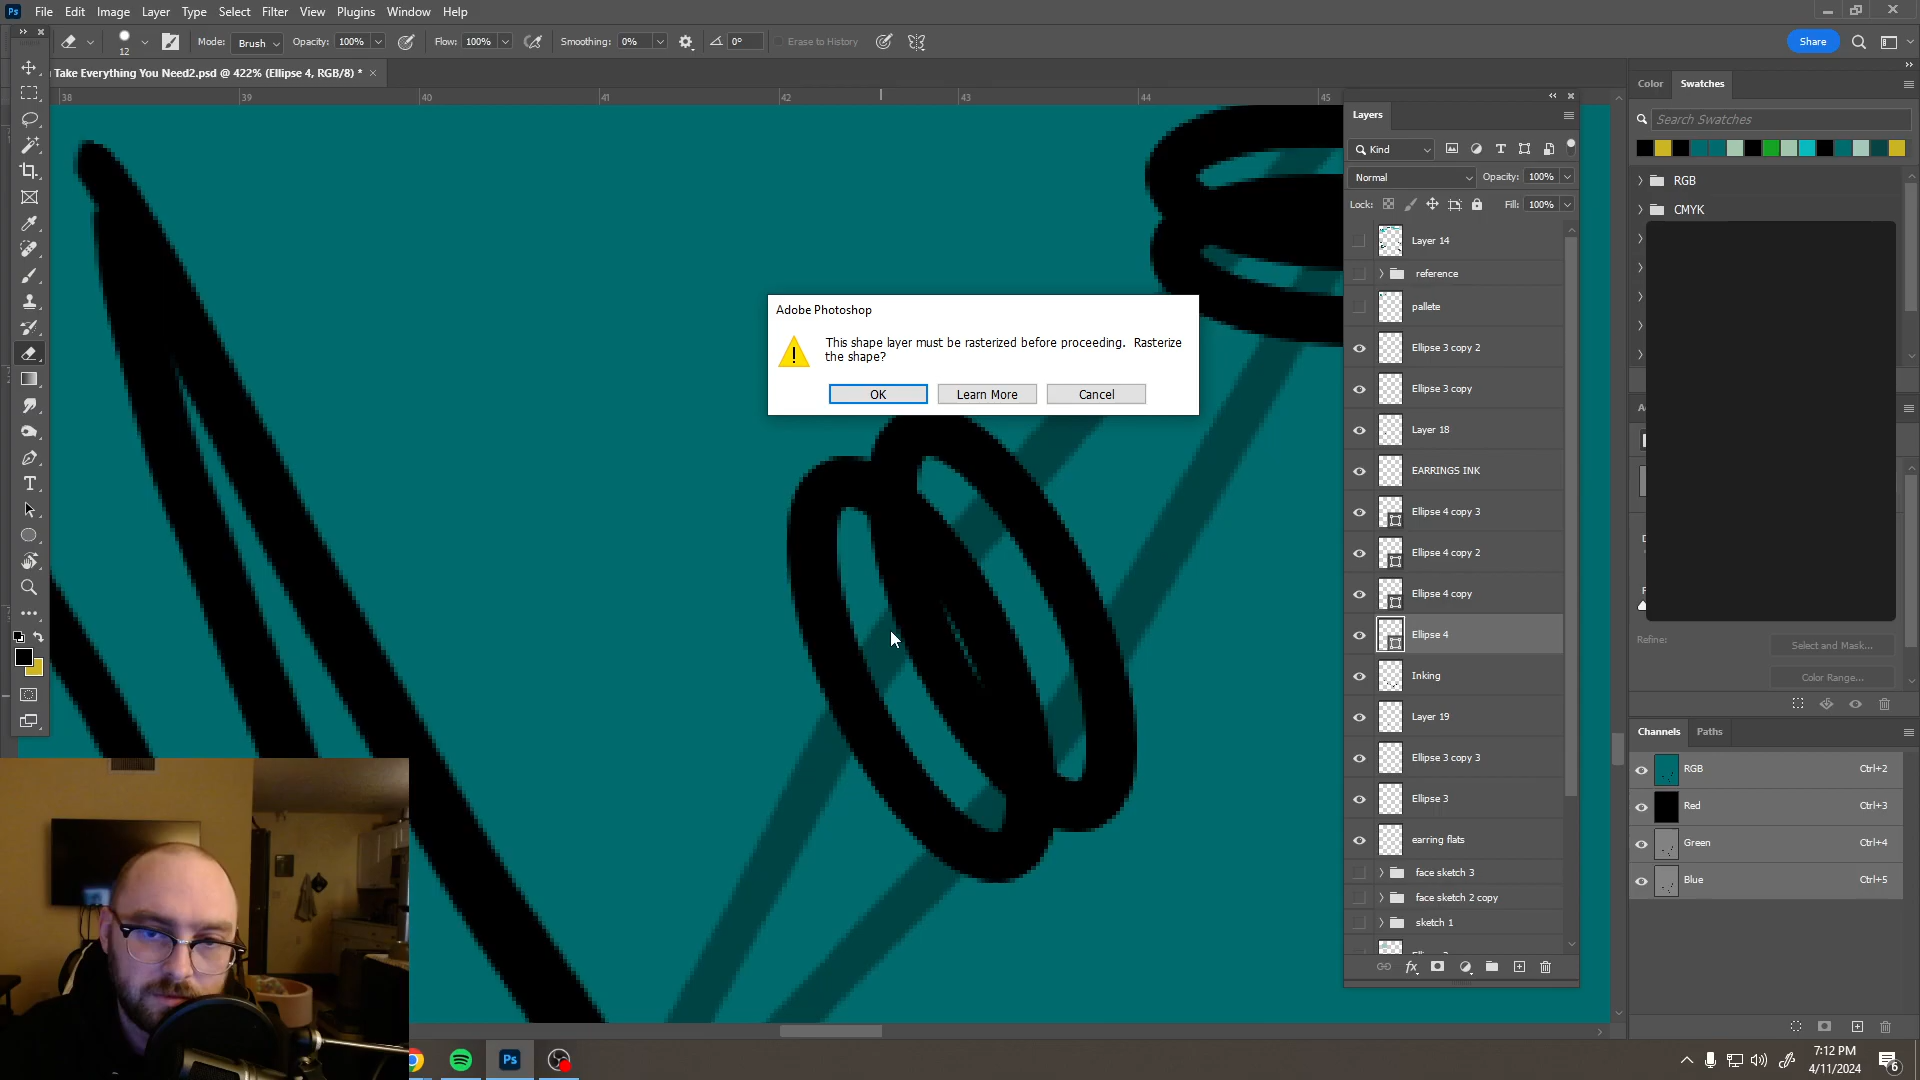 Ps File Edit Image Layer Type Select Filter View Plugins Window Help
12 Mode: Brush Opacity: 100% Flow: 100% Smoothing: 0% 0° Erase to History Share
Take Everything You Need2.psd @ 422% (Ellipse 4, RGB/8) *
38 39 40 41 42 43 44 45
Adobe Photoshop
This shape layer must be rasterized before proceeding. Rasterize
the shape?
OK Learn More Cancel
Layers
Kind
Normal Opacity: 100%
Lock: Fill: 100%
Layer 14
reference
pallete
Ellipse 3 copy 2
Ellipse 3 copy
Layer 18
EARRINGS INK
Ellipse 4 copy 3
Ellipse 4 copy 2
Ellipse 4 copy
Ellipse 4
Inking
Layer 19
Ellipse 3 copy 3
Ellipse 3
earring flats
face sketch 3
face sketch 2 copy
sketch 1
fx
Color Swatches
Search Swatches
RGB
CMYK
Refine: Select and Mask...
Color Range...
Channels Paths
RGB Ctrl+2
Red Ctrl+3
Green Ctrl+4
Blue Ctrl+5
Ps
7:12 PM
4/11/2024
6